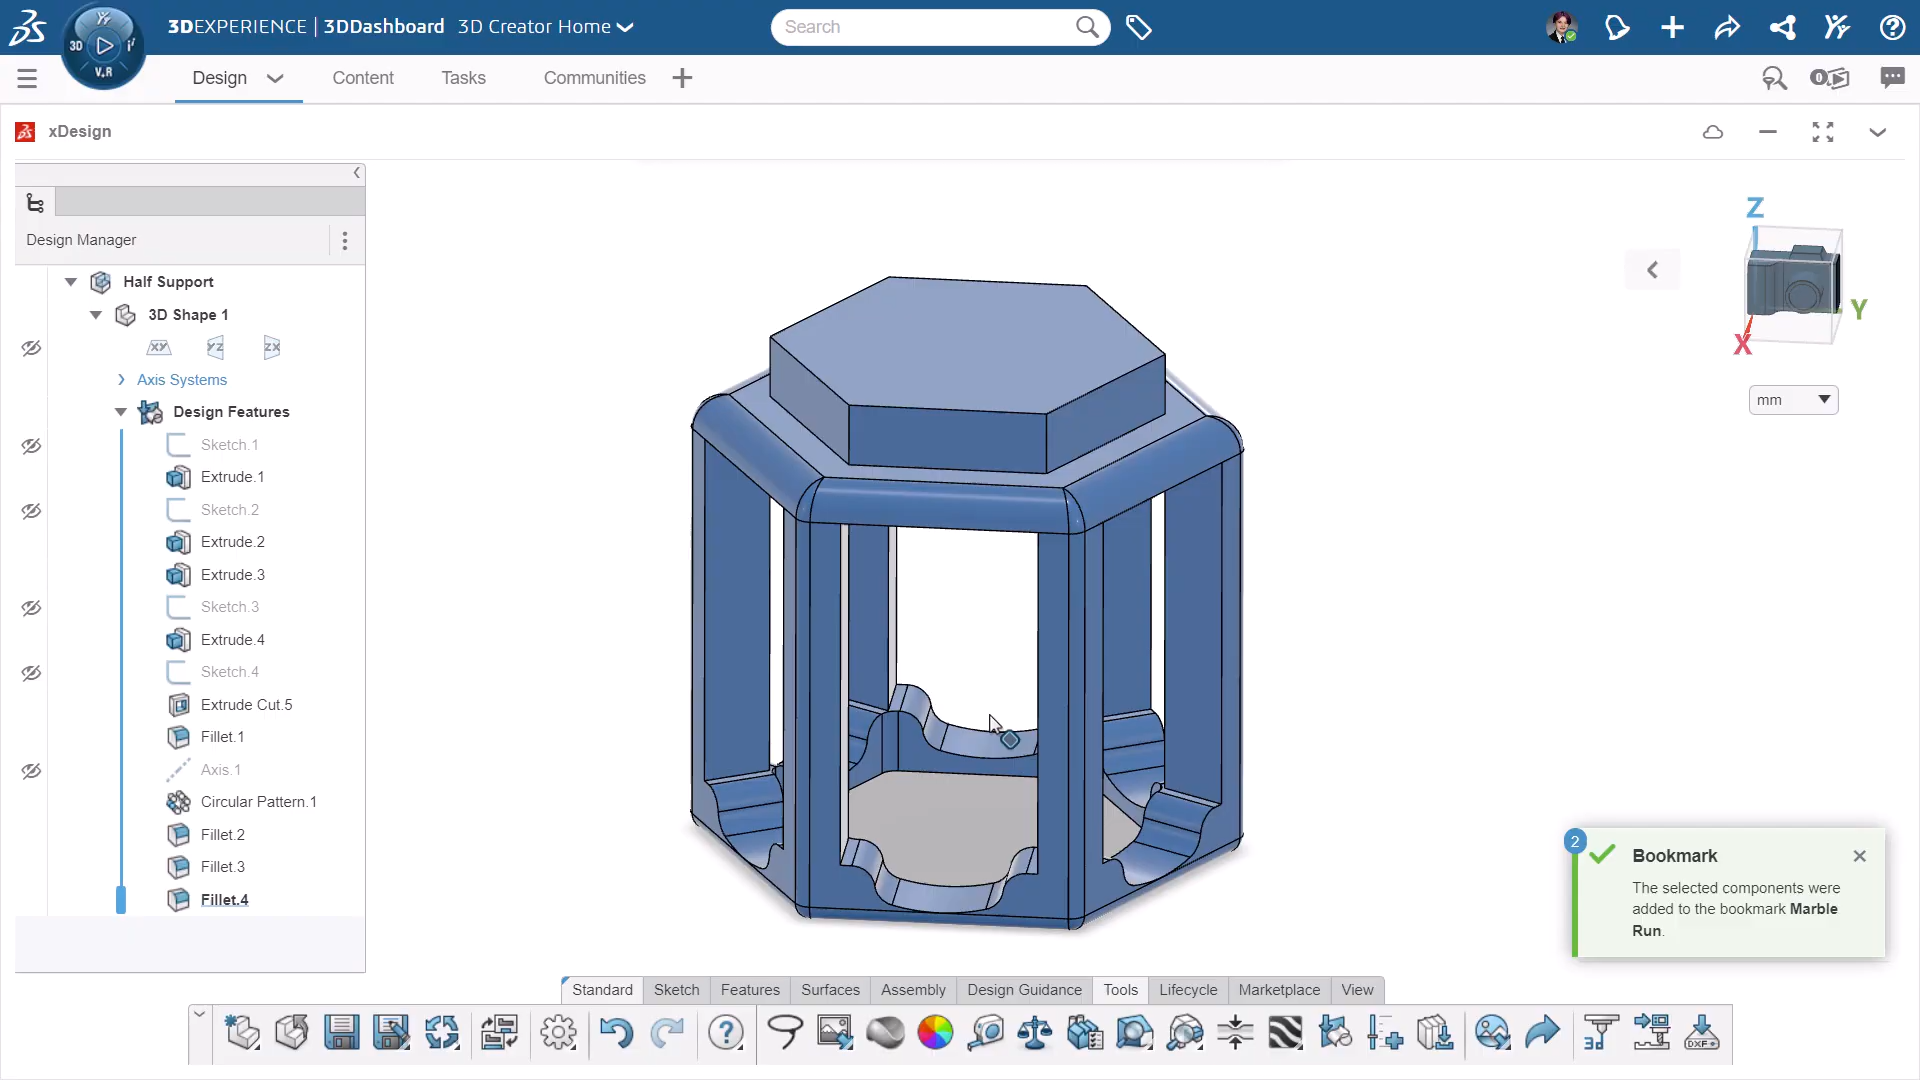 3DEXPERIENCE | 3DDashboard 3D Creator Home
Search
3D
V.R
Design
Content
Tasks
Communities
0
xDesign
Design Manager
Half Support
3D Shape 1
XY YZ ZX
Axis Systems
Design Features
Sketch.1
Extrude.1
Sketch.2
Extrude.2
Extrude.3
Sketch.3
Extrude.4
Sketch.4
Extrude Cut.5
Fillet.1
Axis.1
Circular Pattern.1
Fillet.2
Fillet.3
Fillet.4
Z
Y
X
mm
2
Bookmark
The selected components were
added to the bookmark Marble
Run.
Standard
Sketch
Features
Surfaces
Assembly
Design Guidance
Tools
Lifecycle
Marketplace
View
3d
DXF